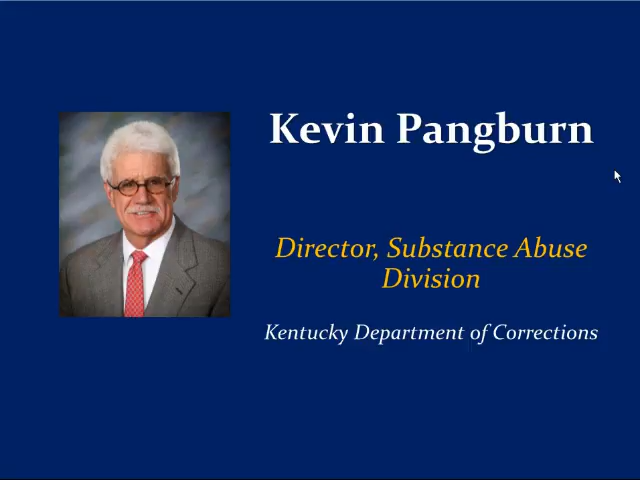 Kevin Pangburn
Director, Substance Abuse
Division
Kentucky Department of Corrections